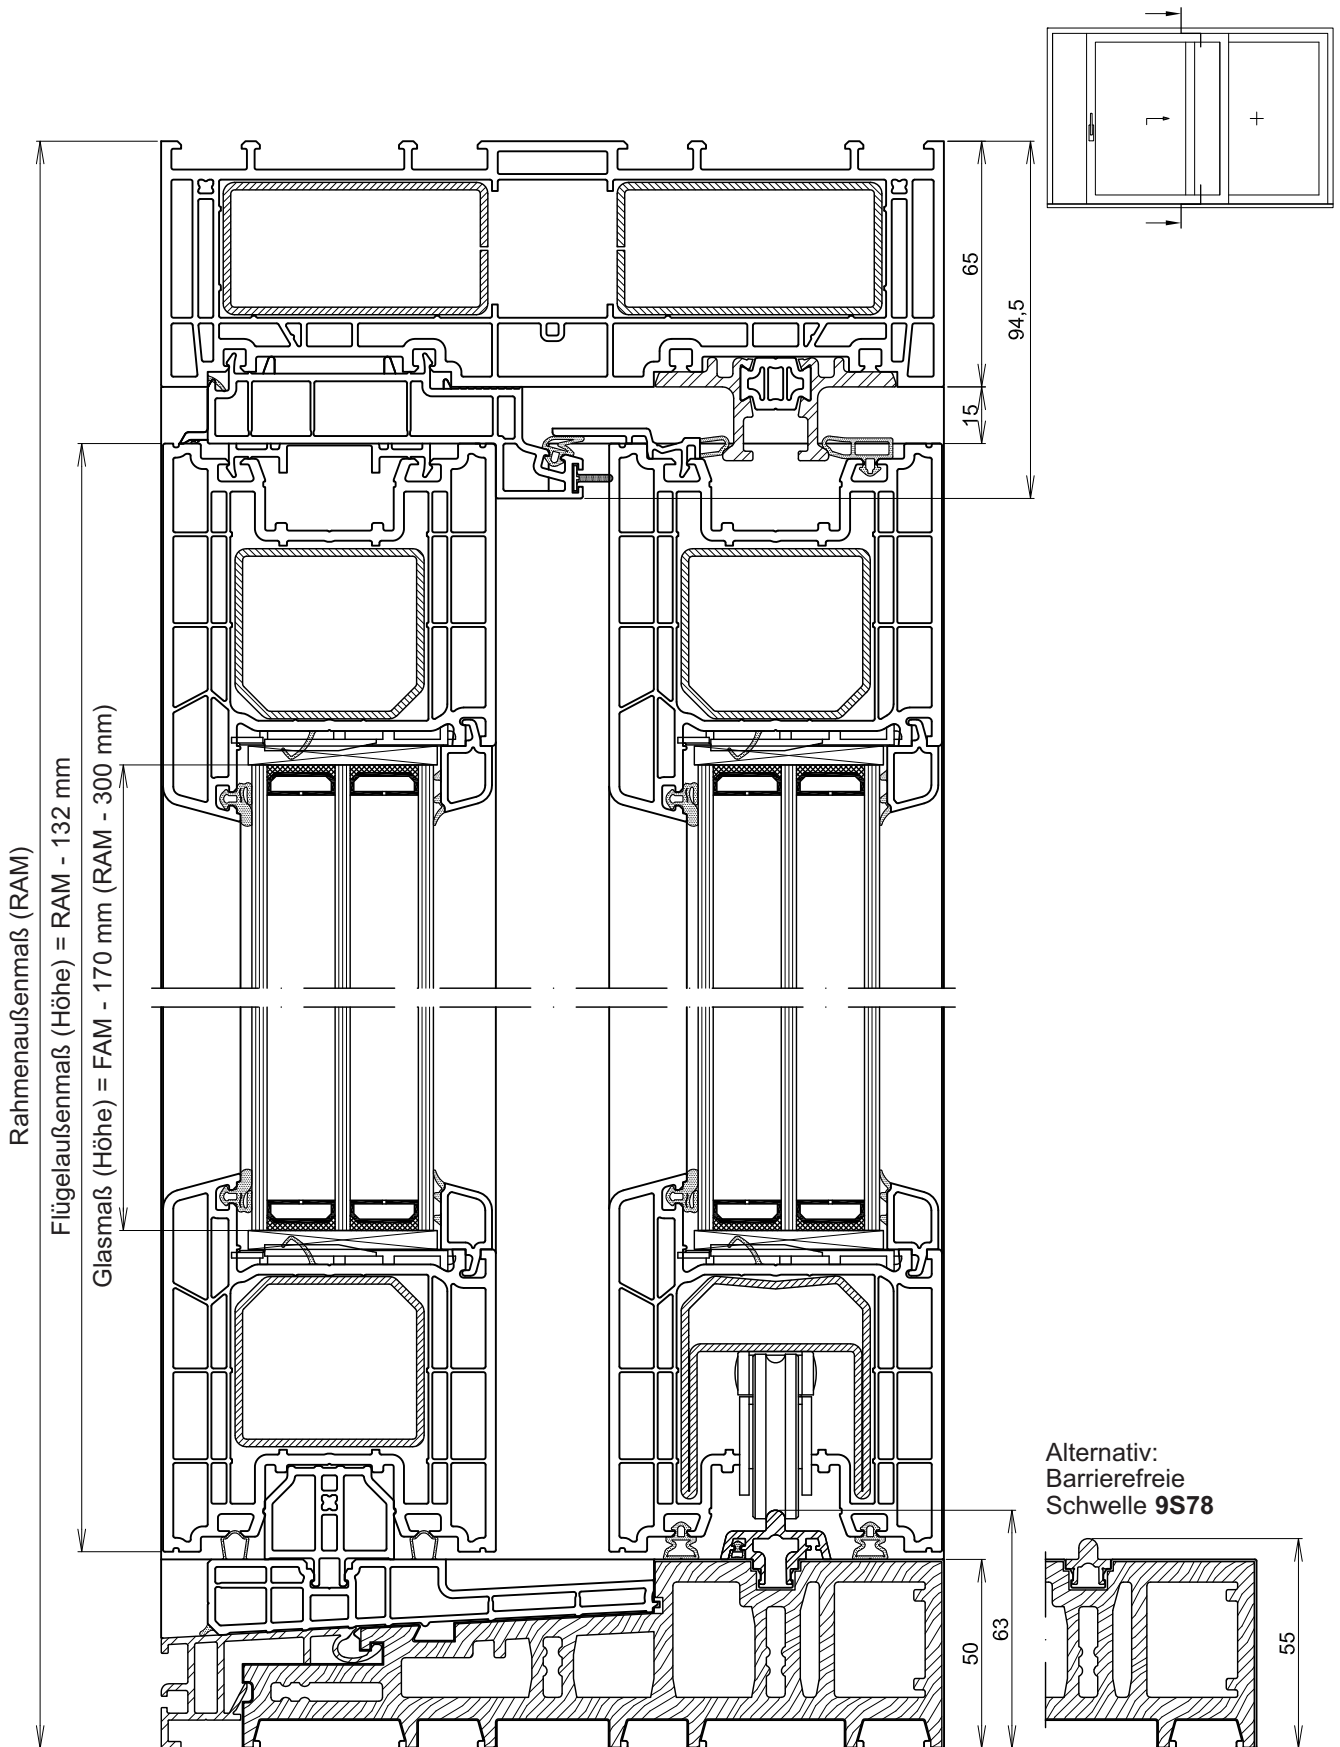 65
94,5
15
Rahmenaußenmaß (RAM)
Flügelaußenmaß (Höhe) = RAM - 132 mm
Glasmaß (Höhe) = FAM - 170 mm (RAM - 300 mm)
Alternativ:
Barrierefreie
Schwelle 9S78
50
63
55